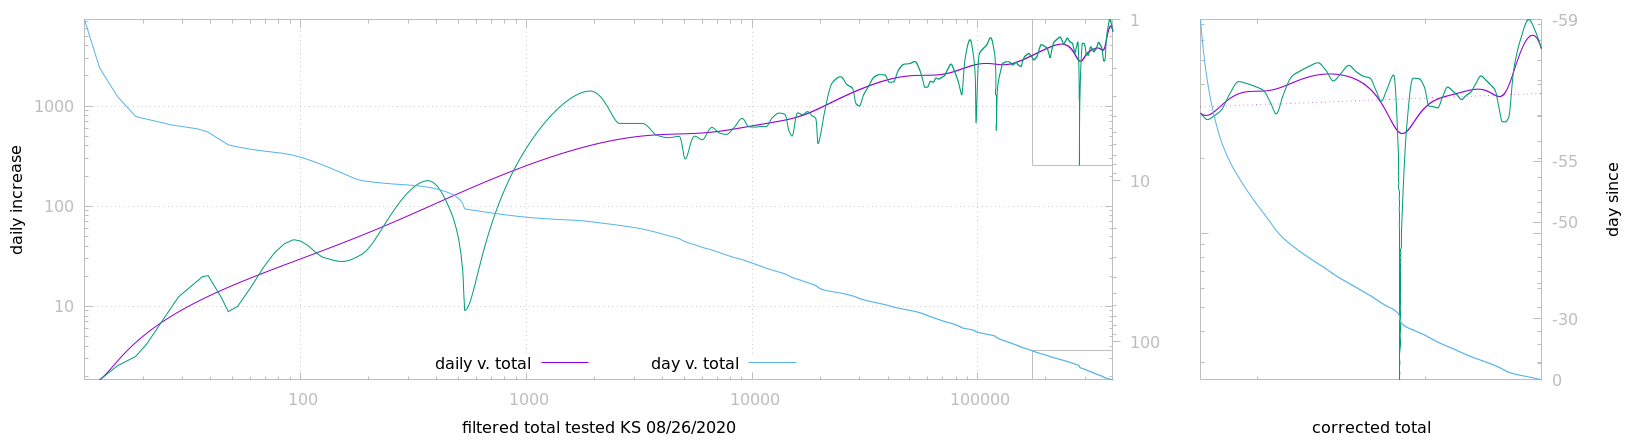 1
-59
1000
daily increase
-55
10
day since
100
-50
10
-30
100
daily v. total
day v. total
0
100
1000
10000
100000
filtered total tested KS 08/26/2020
corrected total